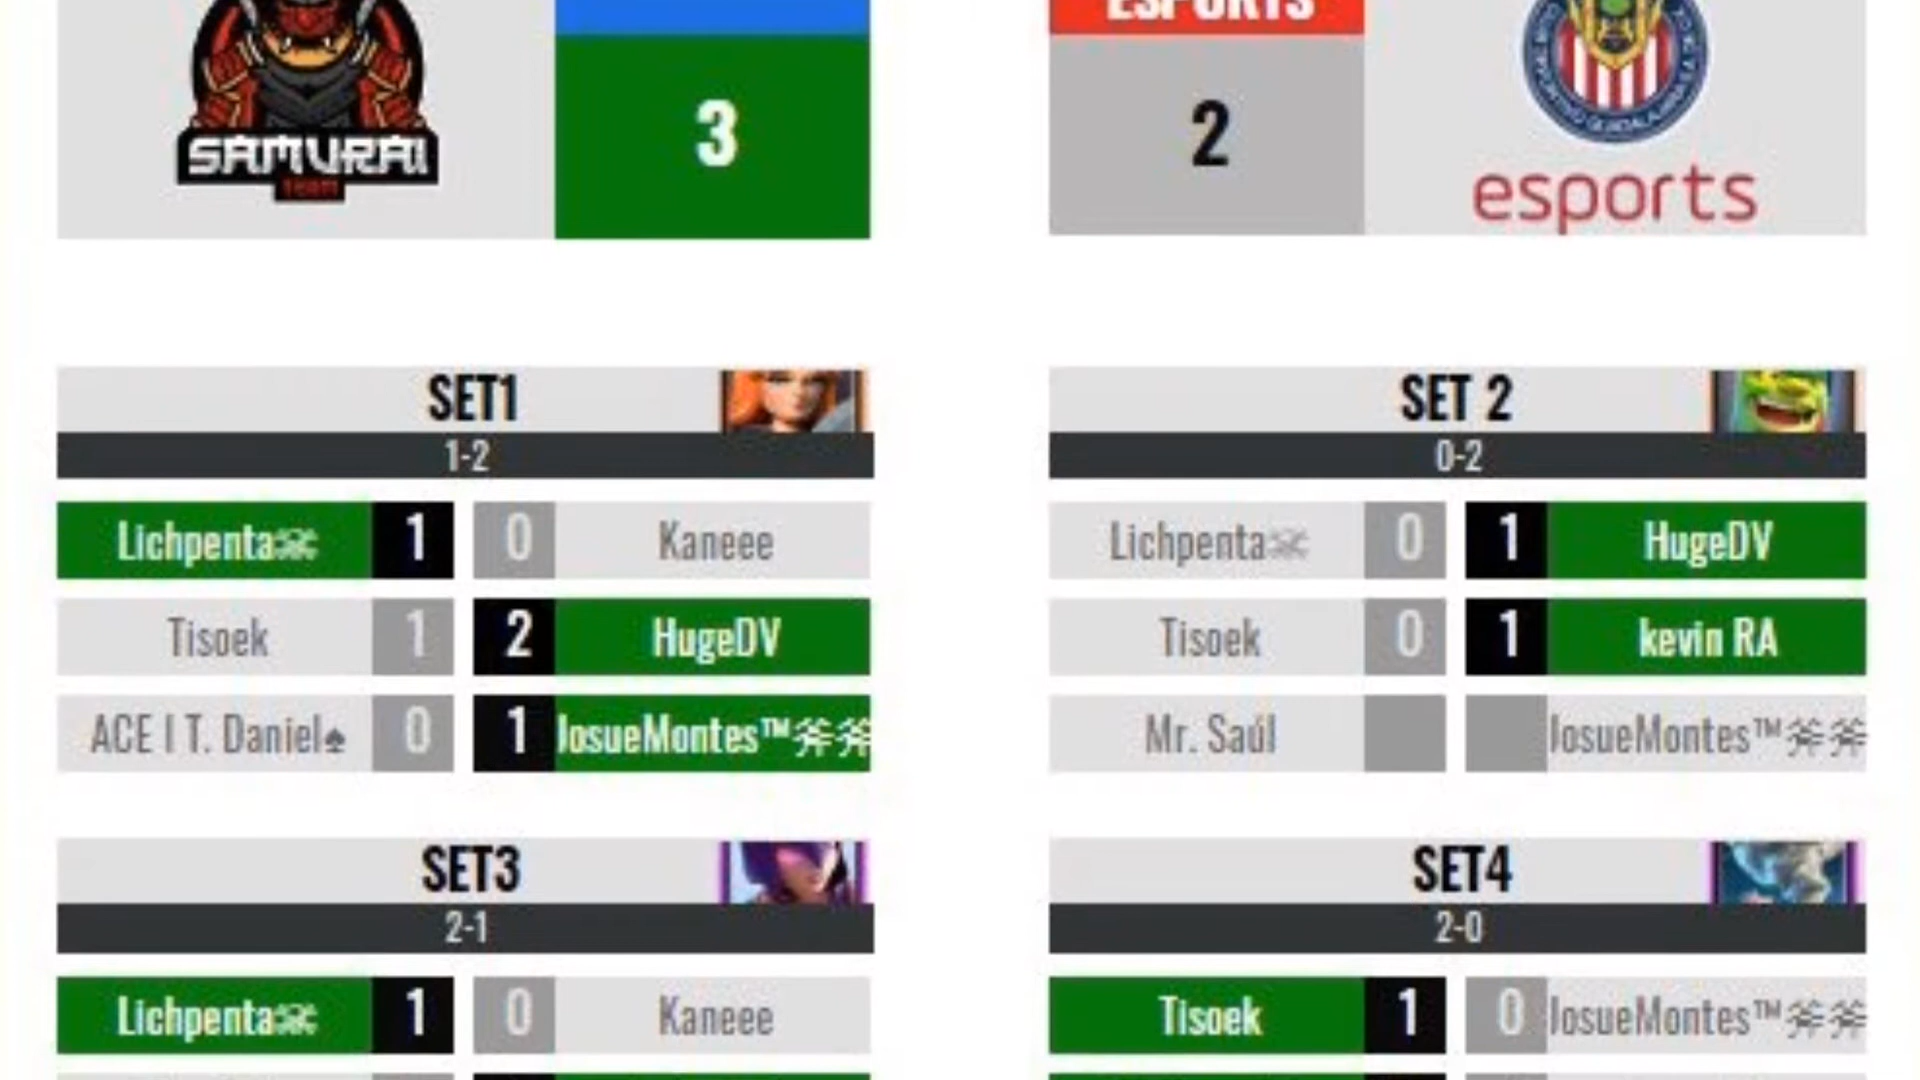 ESPORTS
SAMURAI
TEAM
3
2
esports
SET1
1-2
Lichpenta☠ 1 0 Kaneee
Tisoek 1 2 HugeDV
ACE | T. Daniel♠ 0 1 JosueMontes™斧斧
SET 2
0-2
Lichpenta☠ 0 1 HugeDV
Tisoek 0 1 kevin RA
Mr. Saúl JosueMontes™斧斧
SET3
2-1
Lichpenta☠ 1 0 Kaneee
SET4
2-0
Tisoek 1 0 JosueMontes™斧斧